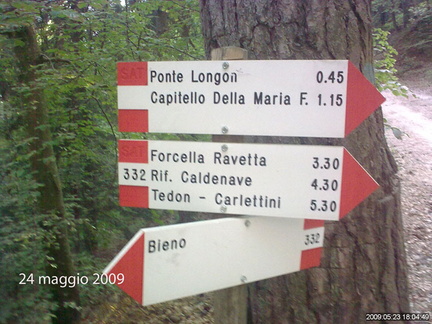 SAT Ponte Longon 0.45
Capitello Della Maria F. 1.15
SAT Forcella Ravetta 3.30
332 Rif. Caldenave 4.30
Tedon - Carlettini 5.30
Bieno 332
24 maggio 2009
2009.05.23 18:04:49